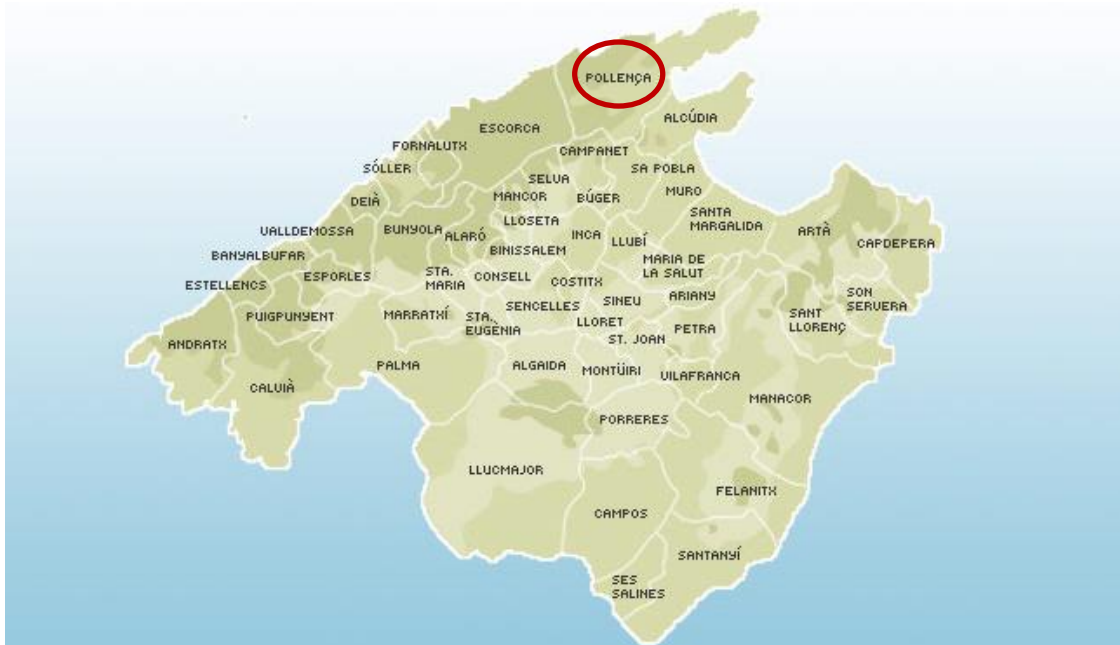 POLLENÇA
ALCÚDIA
ESCORCA
FORNALUTX
CAMPANET
SÓLLER
SA POBLA
SELVA
MANCOR
BÚGER
MURO
DEIÀ
LLOSETA
SANTA
MARGALIDA
VALLDEMOSSA
BUNYOLA
ALARÓ
INCA
LLUBÍ
ARTÀ
CAPDEPERA
BINISSALEM
BANYALBUFAR
MARIA DE
LA SALUT
ESTELLENCS
ESPORLES
STA.
MARIA
CONSELL
COSTITX
ARIANY
SON
SERVERA
PUIGPUNYENT
MARRATXÍ
STA.
EUGÈNIA
SENCELLES
SINEU
LLORET
SANT
LLORENÇ
PETRA
ST. JOAN
ANDRATX
PALMA
ALGAIDA
MONTÜIRI
VILAFRANCA
CALVIÀ
MANACOR
PORRERES
LLUCMAJOR
FELANITX
CAMPOS
SANTANYÍ
SES
SALINES